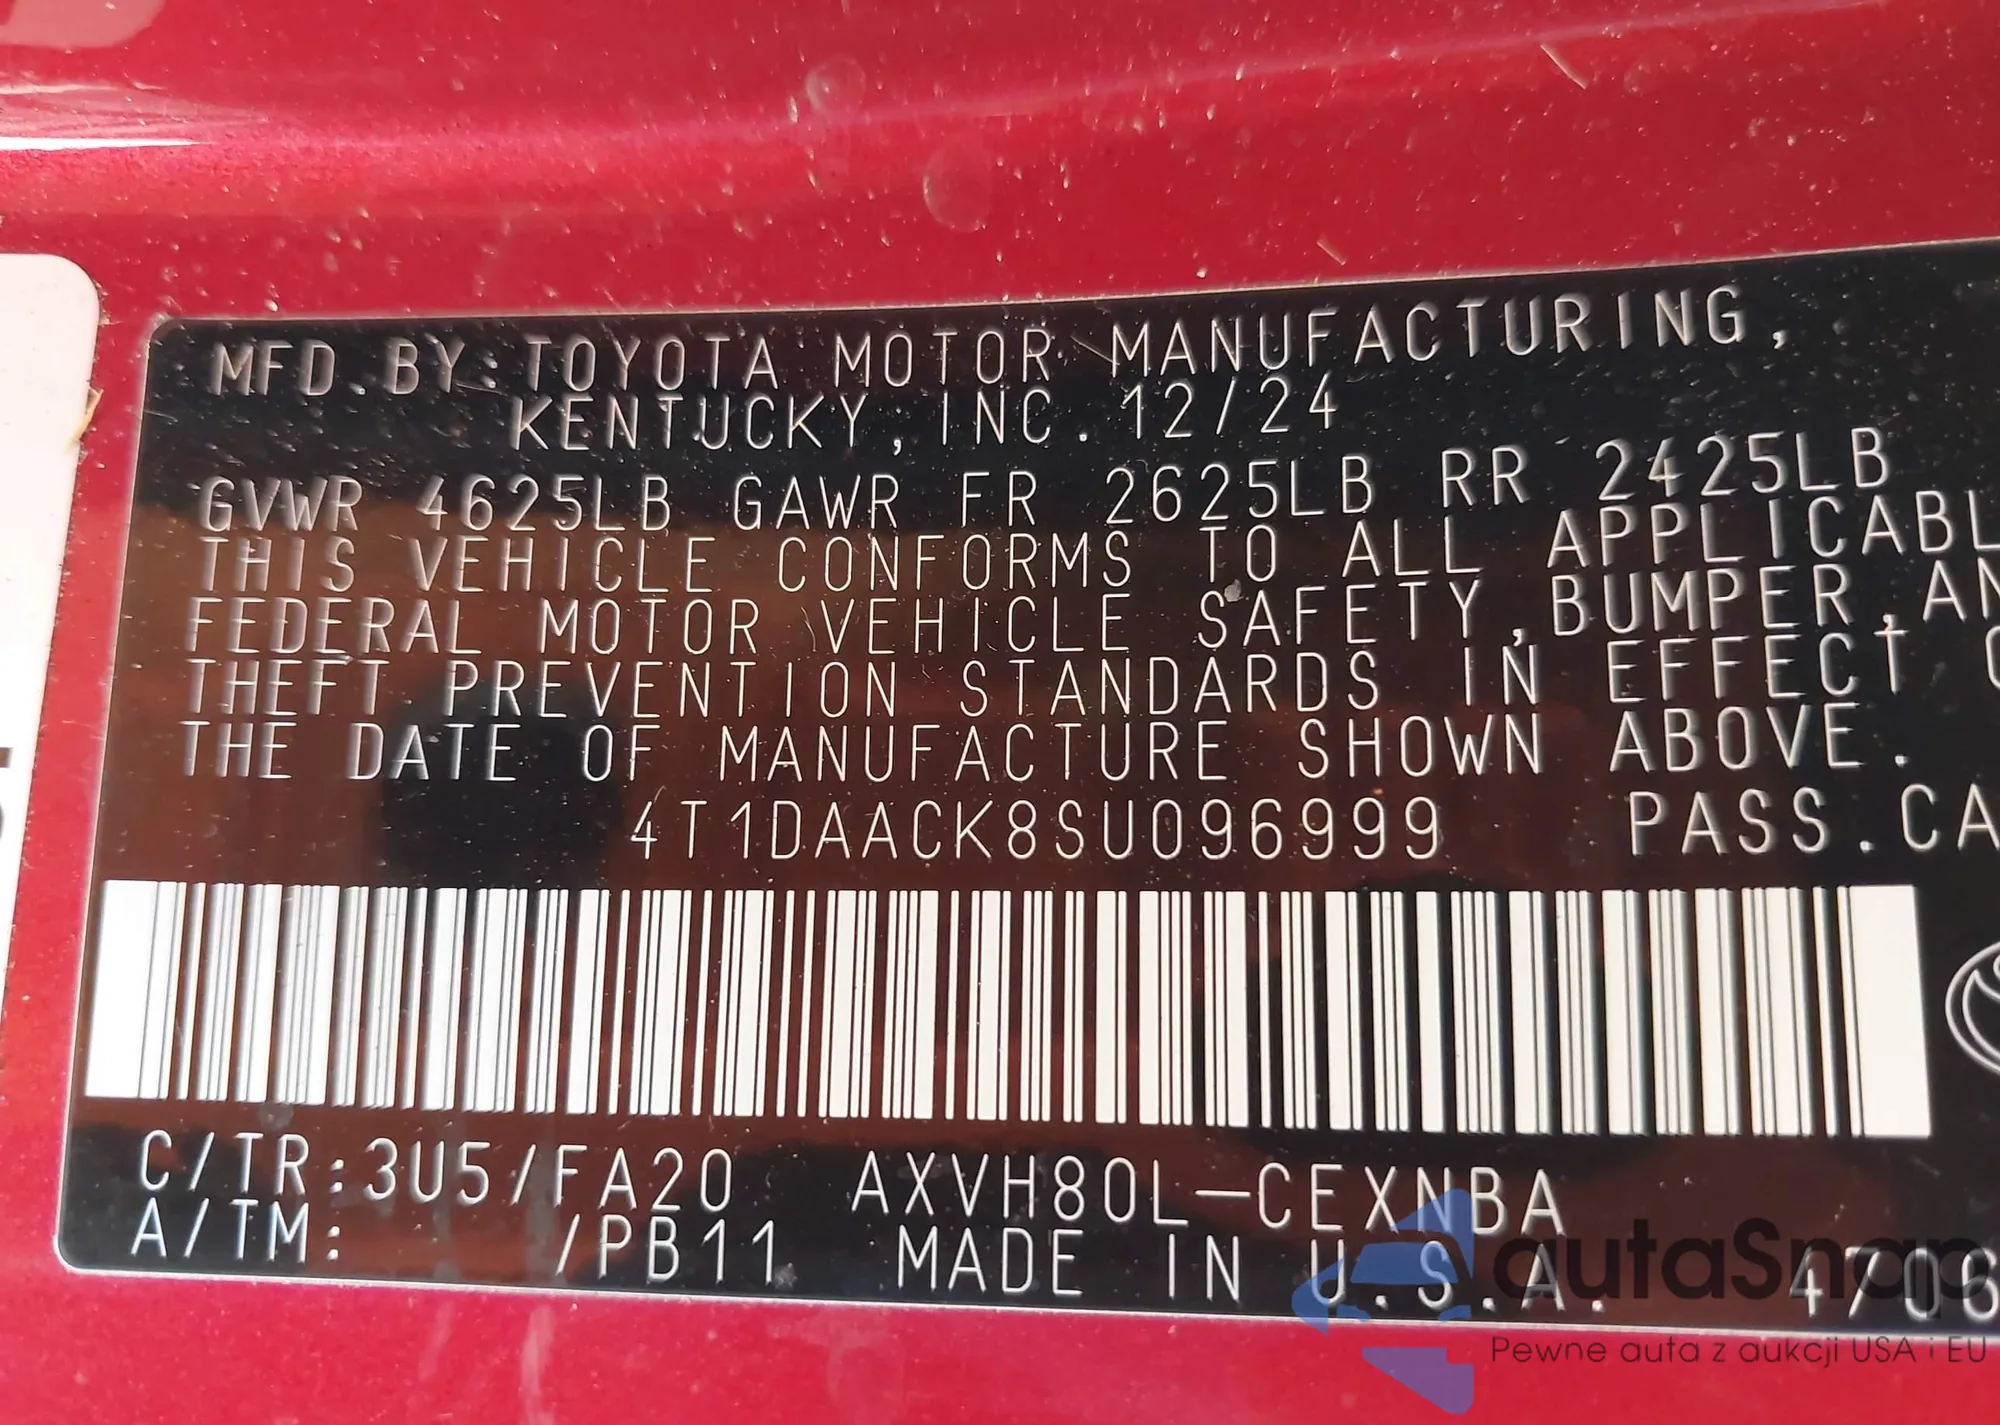 MFD.BY:TOYOTA MOTOR MANUFACTURING,
KENTUCKY,INC. 12/24
GVWR 4625LB GAWR FR 2625LB RR 2425LB
THIS VEHICLE CONFORMS TO ALL APPLICABL
FEDERAL MOTOR VEHICLE SAFETY,BUMPER,AN
THEFT PREVENTION STANDARDS IN EFFECT O
THE DATE OF MANUFACTURE SHOWN ABOVE.
4T1DAACK8SU096999 PASS.CA
C/TR:3U5/FA20 AXVH80L-CEXNBA
A/TM: /PB11 MADE IN U.S.A. 4706
autaSnap
Pewne auta z aukcji USA i EU